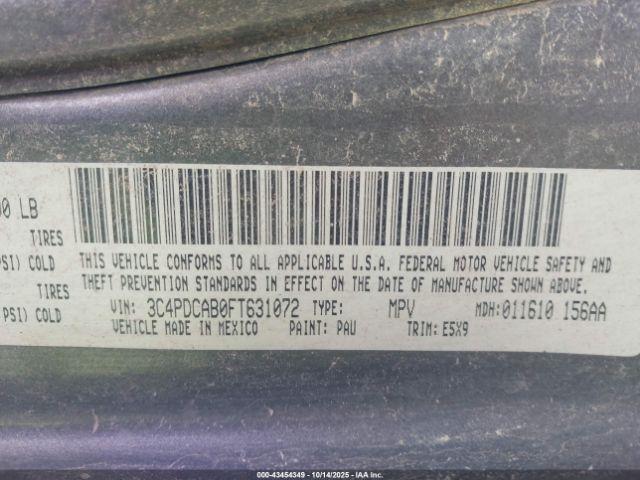 00 LB
TIRES
PSI) COLD
TIRES
PSI) COLD
THIS VEHICLE CONFORMS TO ALL APPLICABLE U.S.A. FEDERAL MOTOR VEHICLE SAFETY AND
THEFT PREVENTION STANDARDS IN EFFECT ON THE DATE OF MANUFACTURE SHOWN ABOVE.
VIN: 3C4PDCAB0FT631072 TYPE: MPV MDH:011610 156AA
VEHICLE MADE IN MEXICO PAINT: PAU TRIM: E5X9
000-43454349 - 10/14/2025 - IAA Inc.